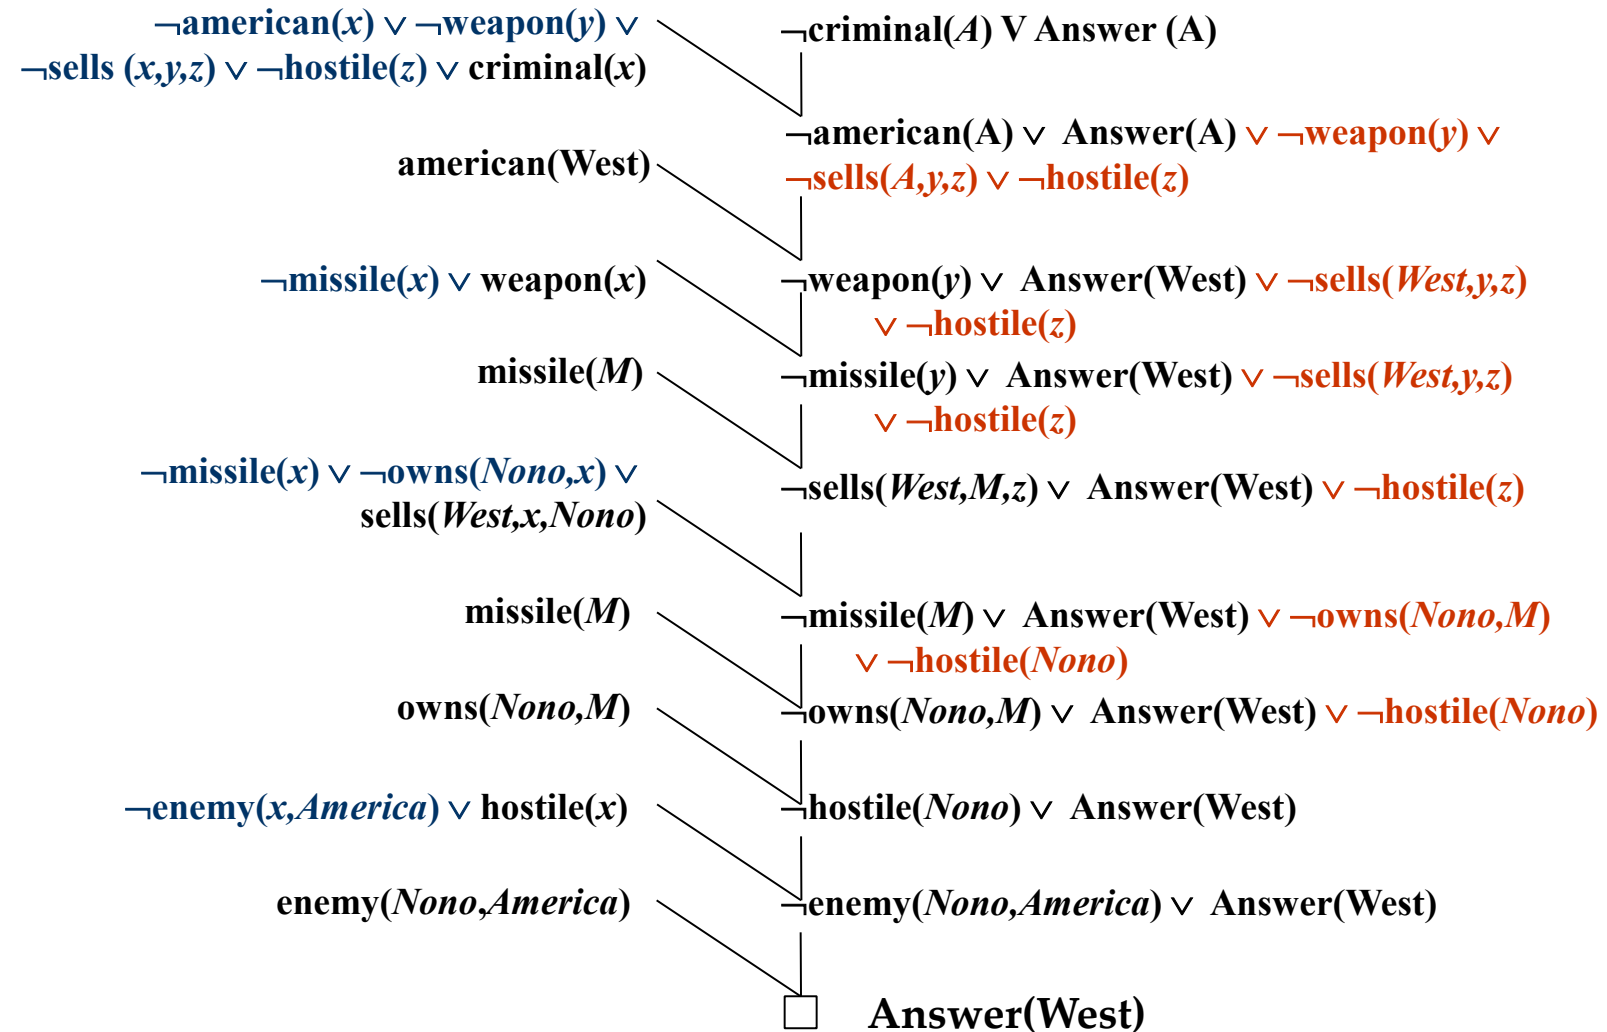 ¬american(x) ∨ ¬weapon(y) ∨
¬sells (x,y,z) ∨ ¬hostile(z) ∨ criminal(x)
¬criminal(A) V Answer (A)
american(West)
¬american(A) ∨ Answer(A) ∨ ¬weapon(y) ∨
¬sells(A,y,z) ∨ ¬hostile(z)
¬missile(x) ∨ weapon(x)
¬weapon(y) ∨ Answer(West) ∨ ¬sells(West,y,z)
∨ ¬hostile(z)
missile(M)
¬missile(y) ∨ Answer(West) ∨ ¬sells(West,y,z)
∨ ¬hostile(z)
¬missile(x) ∨ ¬owns(Nono,x) ∨
sells(West,x,Nono)
¬sells(West,M,z) ∨ Answer(West) ∨ ¬hostile(z)
missile(M)
¬missile(M) ∨ Answer(West) ∨ ¬owns(Nono,M)
∨ ¬hostile(Nono)
owns(Nono,M)
¬owns(Nono,M) ∨ Answer(West) ∨ ¬hostile(Nono)
¬enemy(x,America) ∨ hostile(x)
¬hostile(Nono) ∨ Answer(West)
enemy(Nono,America)
¬enemy(Nono,America) ∨ Answer(West)
Answer(West)